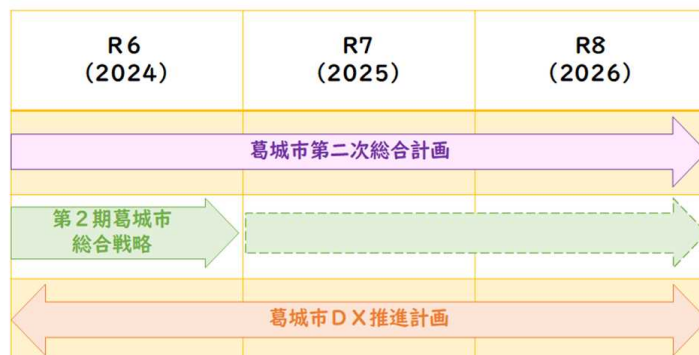 R6
(2024)
R7
(2025)
R8
(2026)
葛城市第二次総合計画
第2期葛城市
総合戦略
葛城市DX推進計画